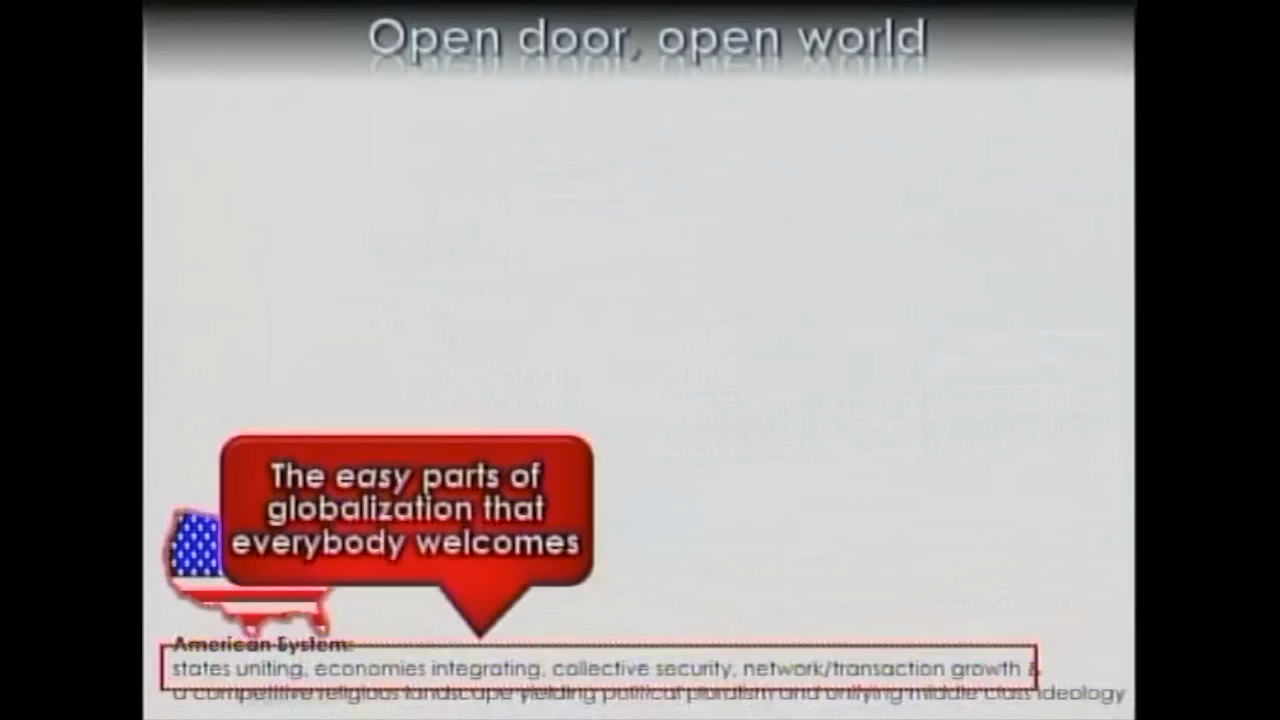 Open door, open world
The easy parts of
globalization that
everybody welcomes
American System:
states uniting, economies integrating, collective security, network/transaction growth &
a competitive religious landscape yielding political pluralism and unifying middle class ideology